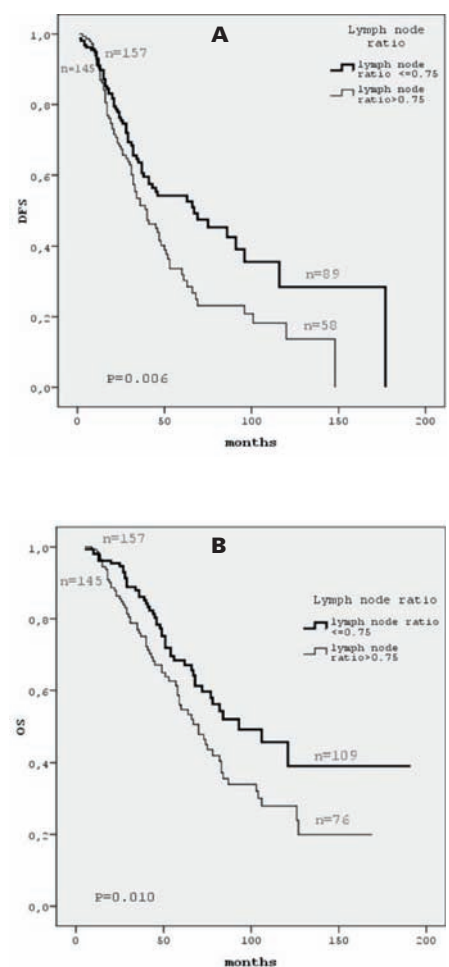 A
Lymph node
ratio
lymph node
ratio <=0.75
lymph node
ratio>0.75
n=157
n=145
1,0
0,8
0,6
0,4
0,2
0,0
DFS
n=89
n=58
P=0.006
0
50
100
150
200
months
B
n=157
n=145
Lymph node ratio
lymph node ratio
<=0.75
lymph node
ratio>0.75
1,0
0,8
0,6
0,4
0,2
0,0
OS
n=109
n=76
P=0.010
0
50
100
150
200
months